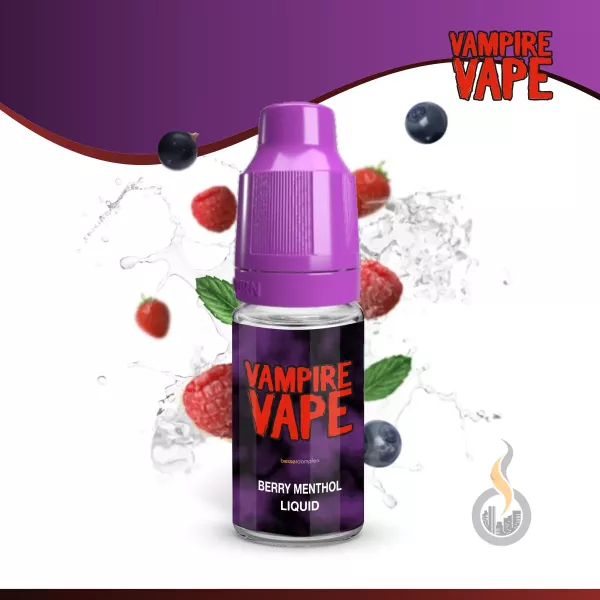 VAMPIRE
VAPE
VAMPIRE
VAPE
BERRY MENTHOL
LIQUID